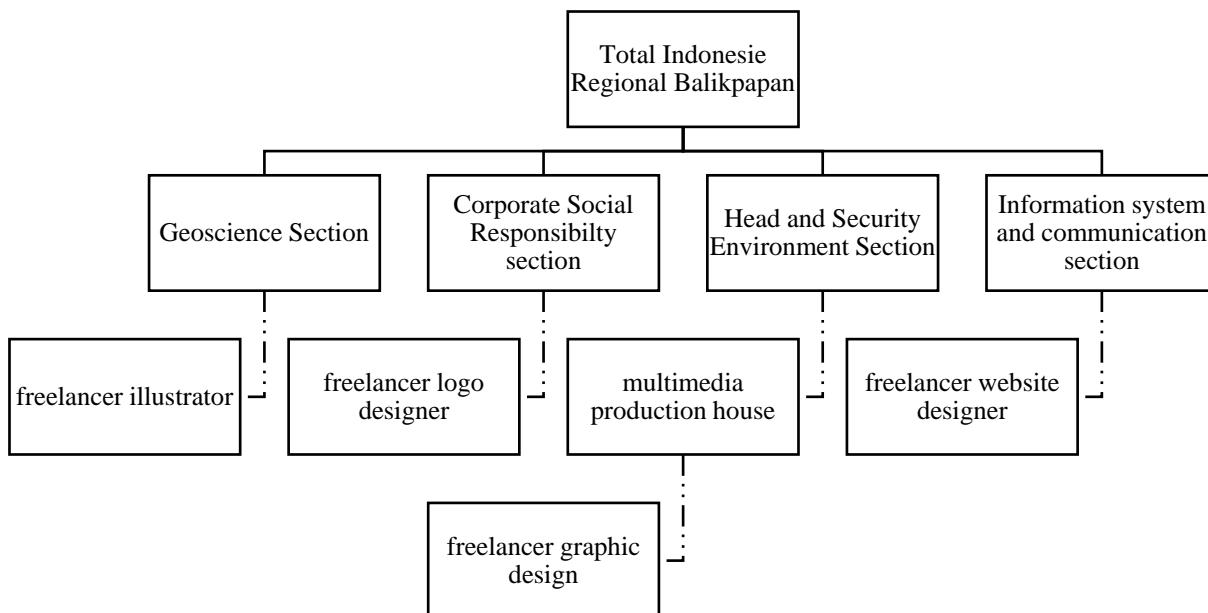 Total Indonesie
Regional Balikpapan
Geoscience Section
Corporate Social
Responsibilty
section
Head and Security
Environment Section
Information system
and communication
section
freelancer illustrator
freelancer logo
designer
multimedia
production house
freelancer website
designer
freelancer graphic
design